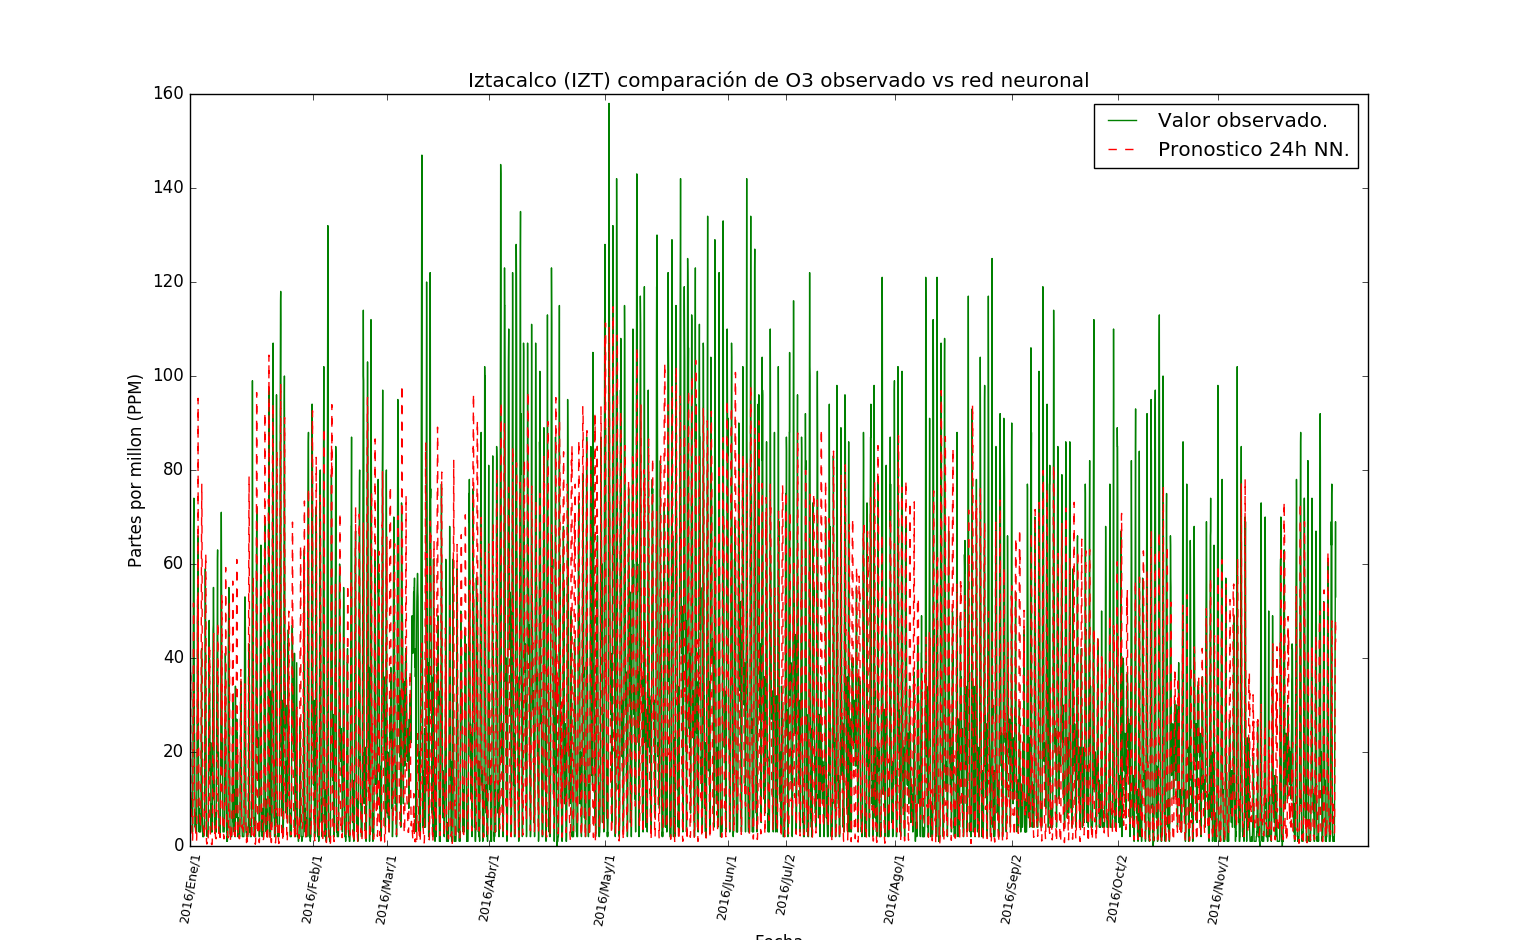 Iztacalco (IZT) comparación de O3 observado vs red neuronal
Valor observado.
Pronostico 24h NN.
Partes por millon (PPM)
160
140
120
100
80
60
40
20
0
2016/Ene/1
2016/Feb/1
2016/Mar/1
2016/Abr/1
2016/May/1
2016/Jun/1
2016/Jul/2
2016/Ago/1
2016/Sep/2
2016/Oct/2
2016/Nov/1
Fecha